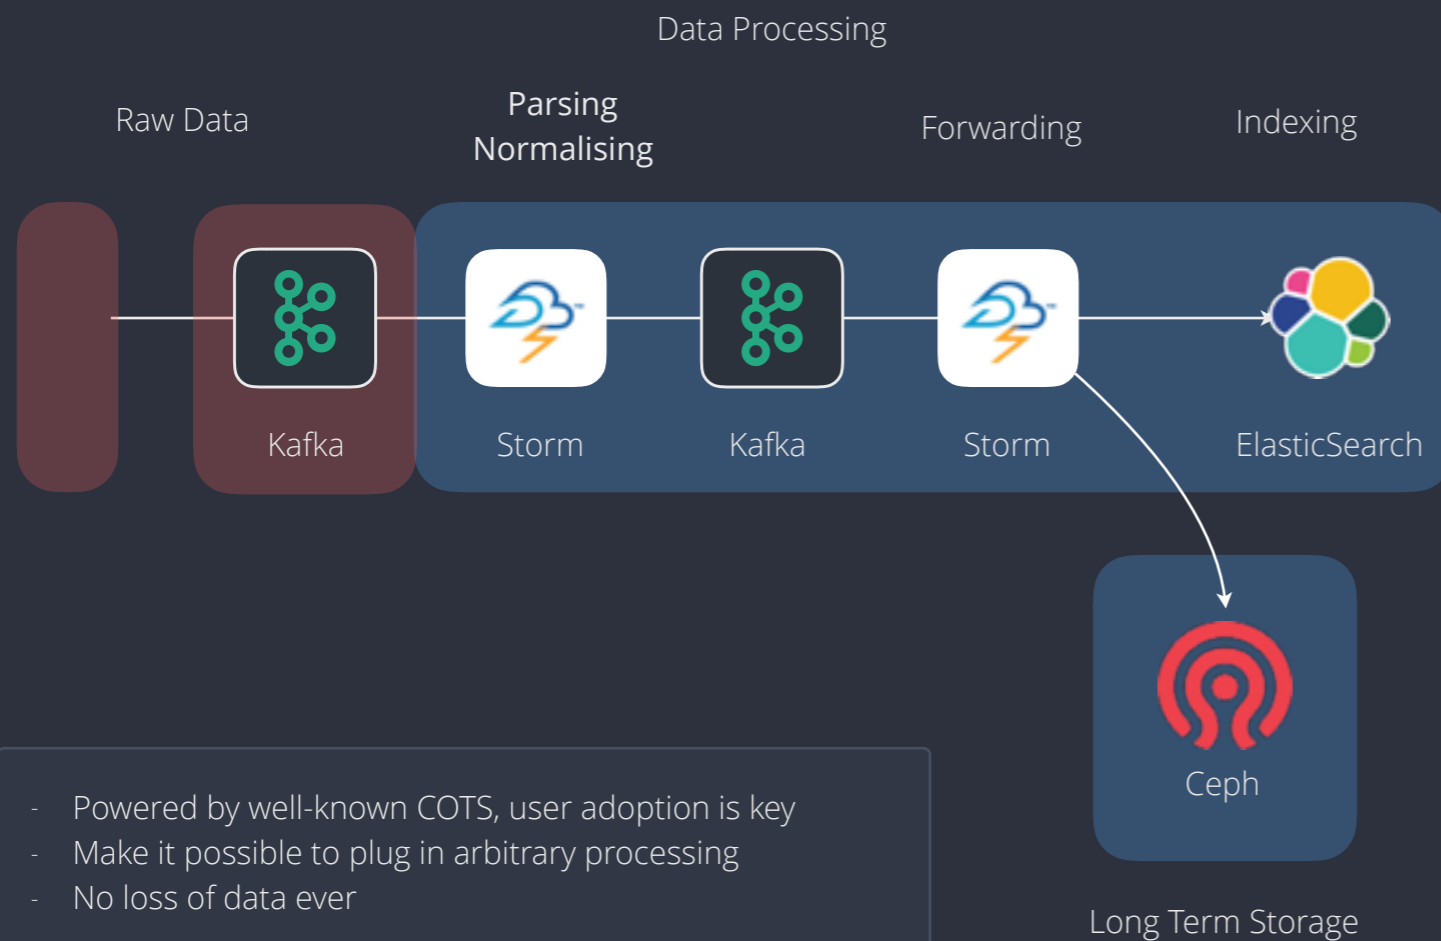 Data Processing
Raw Data
Parsing
Normalising
Forwarding
Indexing
Kafka
Storm
Kafka
Storm
ElasticSearch
Ceph
Long Term Storage
- Powered by well-known COTS, user adoption is key
- Make it possible to plug in arbitrary processing
- No loss of data ever